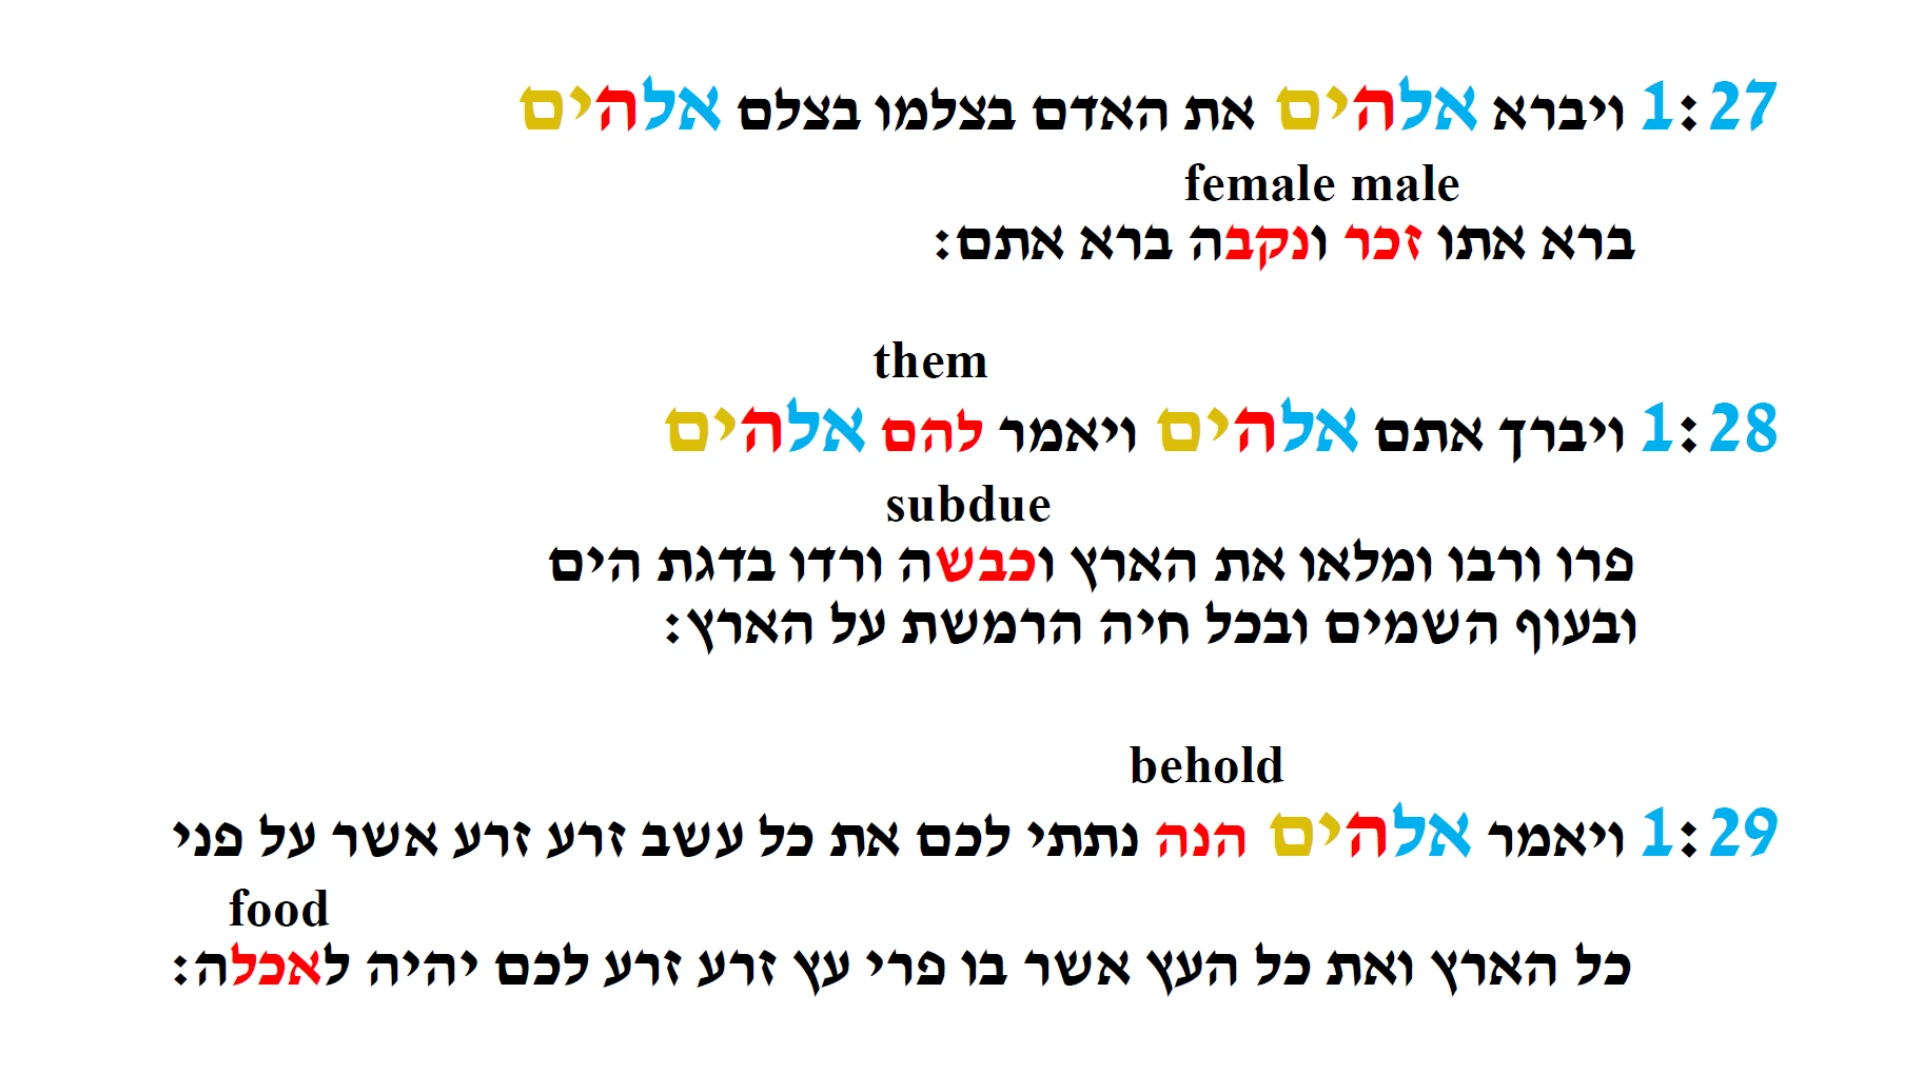 1:27 ויברא אלהים את האדם בצלמו בצלם אלהים
female male
ברא אתו זכר ונקבה ברא אתם:
them
1:28 ויברך אתם אלהים ויאמר להם אלהים
subdue
פרו ורבו ומלאו את הארץ וכבשה ורדו בדגת הים
ובעוף השמים ובכל חיה הרמשת על הארץ:
behold
1:29 ויאמר אלהים הנה נתתי לכם את כל עשב זרע זרע אשר על פני
food
כל הארץ ואת כל העץ אשר בו פרי עץ זרע זרע לכם יהיה לאכלה: